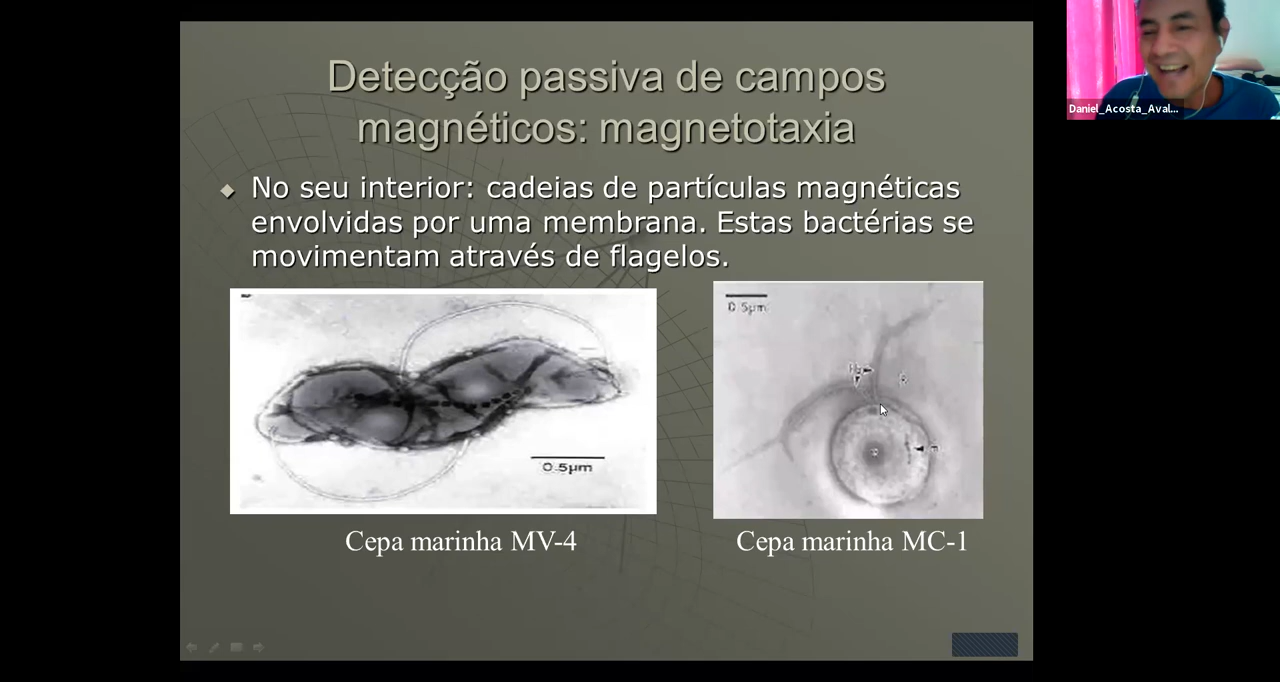 Detecção passiva de campos
magnéticos: magnetotaxia
No seu interior: cadeias de partículas magnéticas
envolvidas por uma membrana. Estas bactérias se
movimentam através de flagelos.
0.5µm
0.5µm
Cepa marinha MV-4
Cepa marinha MC-1
Daniel_Acosta_Aval...